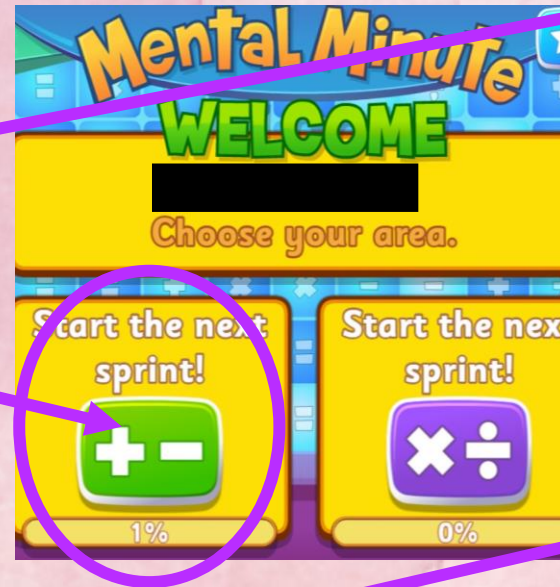 Mental Minute
WELCOME
Choose your area.
Start the next
sprint!
+ −
1%
Start the nex
sprint!
× ÷
0%